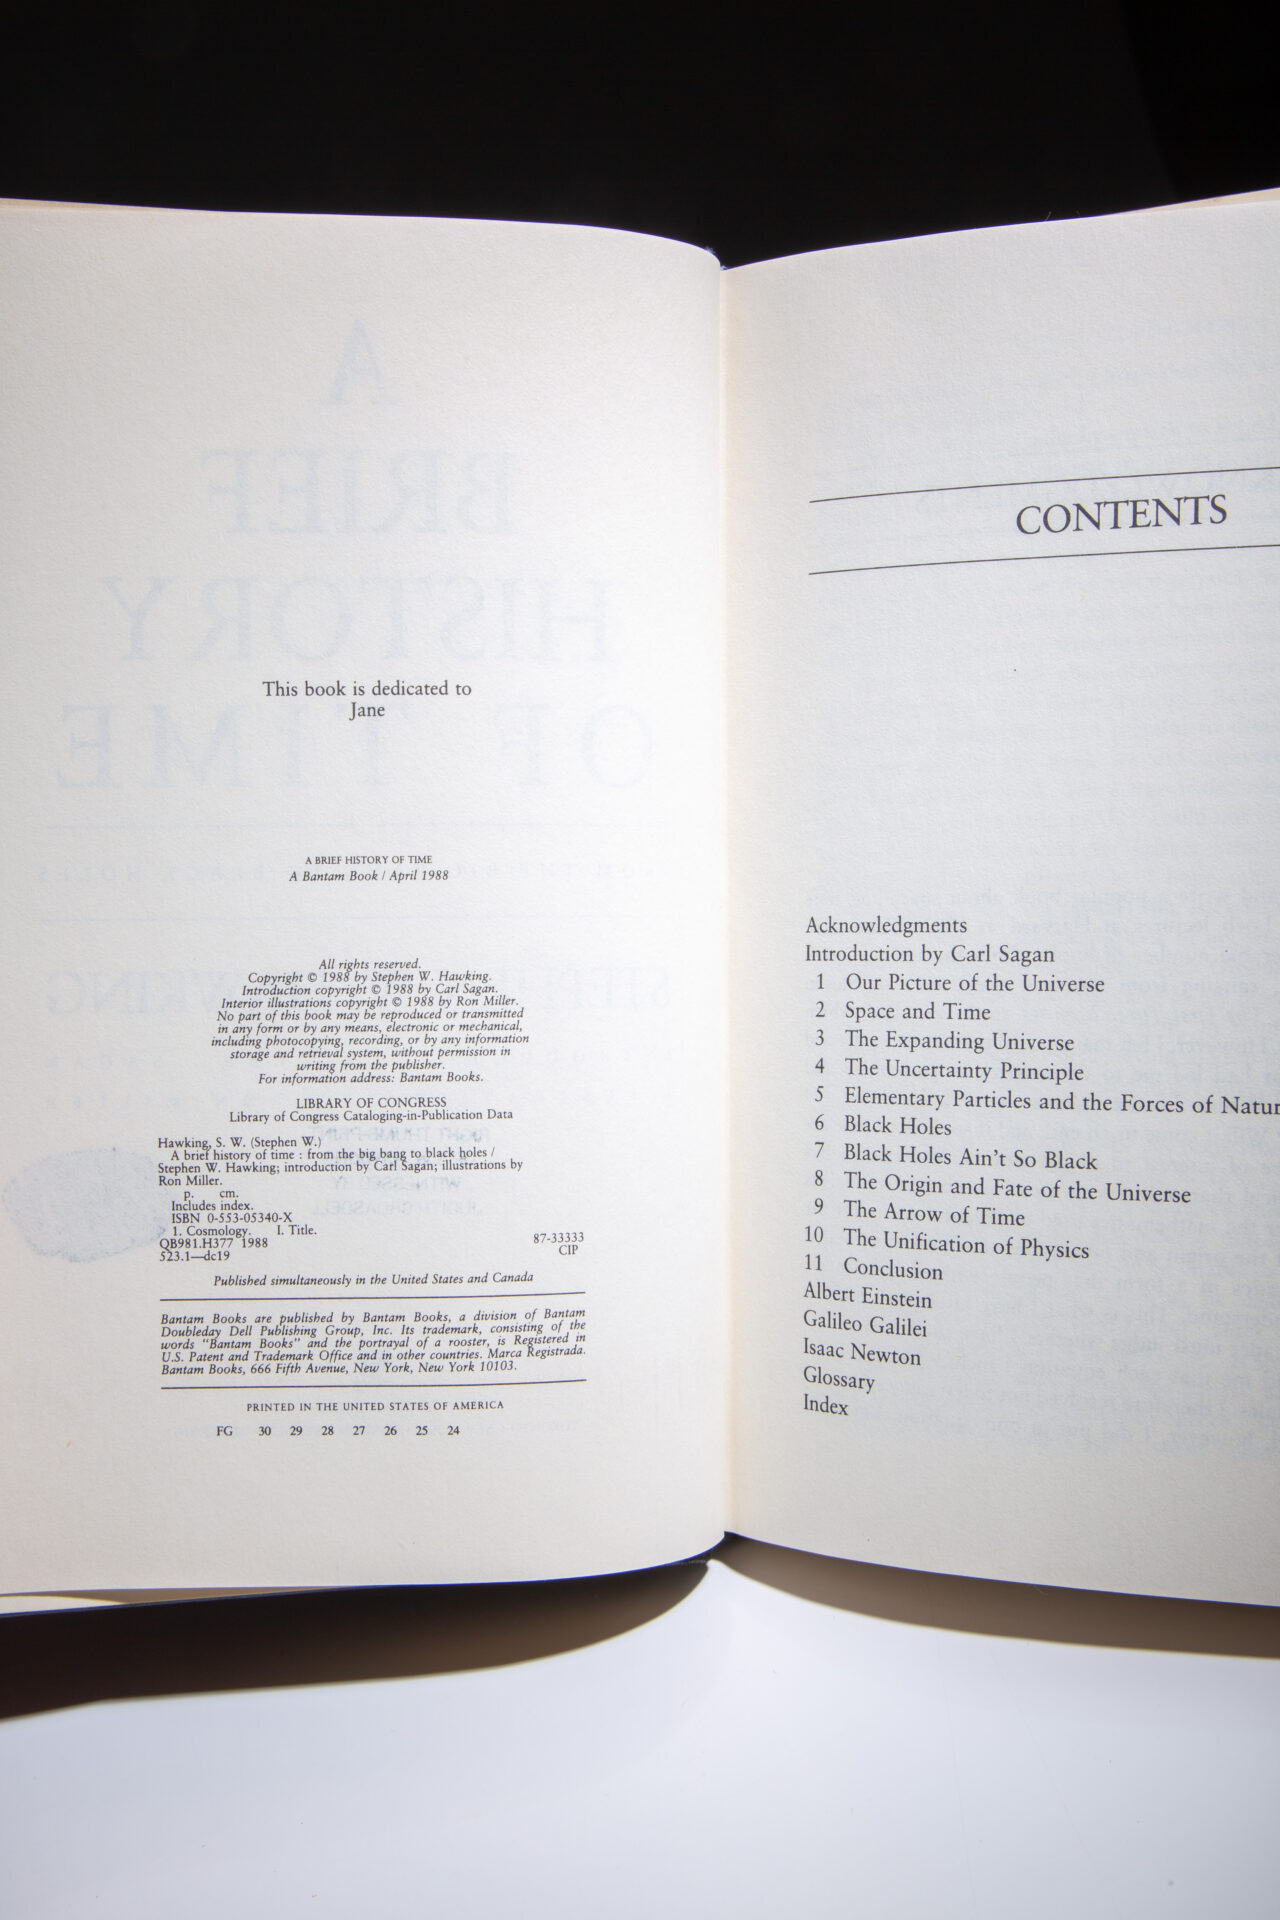 This book is dedicated to
Jane
A BRIEF HISTORY OF TIME
A Bantam Book / April 1988
All rights reserved.
Copyright © 1988 by Stephen W. Hawking.
Introduction copyright © 1988 by Carl Sagan.
Interior illustrations copyright © 1988 by Ron Miller.
No part of this book may be reproduced or transmitted
in any form or by any means, electronic or mechanical,
including photocopying, recording, or by any information
storage and retrieval system, without permission in
writing from the publisher.
For information address: Bantam Books.
LIBRARY OF CONGRESS
Library of Congress Cataloging-in-Publication Data
Hawking, S. W. (Stephen W.)
A brief history of time : from the big bang to black holes /
Stephen W. Hawking; introduction by Carl Sagan; illustrations by
Ron Miller.
p. cm.
Includes index.
ISBN 0-553-05340-X
1. Cosmology. I. Title.
QB981.H377 1988
523.1—dc19
87-33333
CIP
Published simultaneously in the United States and Canada
Bantam Books are published by Bantam Books, a division of Bantam
Doubleday Dell Publishing Group, Inc. Its trademark, consisting of the
words "Bantam Books" and the portrayal of a rooster, is Registered in
U.S. Patent and Trademark Office and in other countries. Marca Registrada.
Bantam Books, 666 Fifth Avenue, New York, New York 10103.
PRINTED IN THE UNITED STATES OF AMERICA
FG 30 29 28 27 26 25 24
CONTENTS
Acknowledgments
Introduction by Carl Sagan
1 Our Picture of the Universe
2 Space and Time
3 The Expanding Universe
4 The Uncertainty Principle
5 Elementary Particles and the Forces of Natur
6 Black Holes
7 Black Holes Ain't So Black
8 The Origin and Fate of the Universe
9 The Arrow of Time
10 The Unification of Physics
11 Conclusion
Albert Einstein
Galileo Galilei
Isaac Newton
Glossary
Index